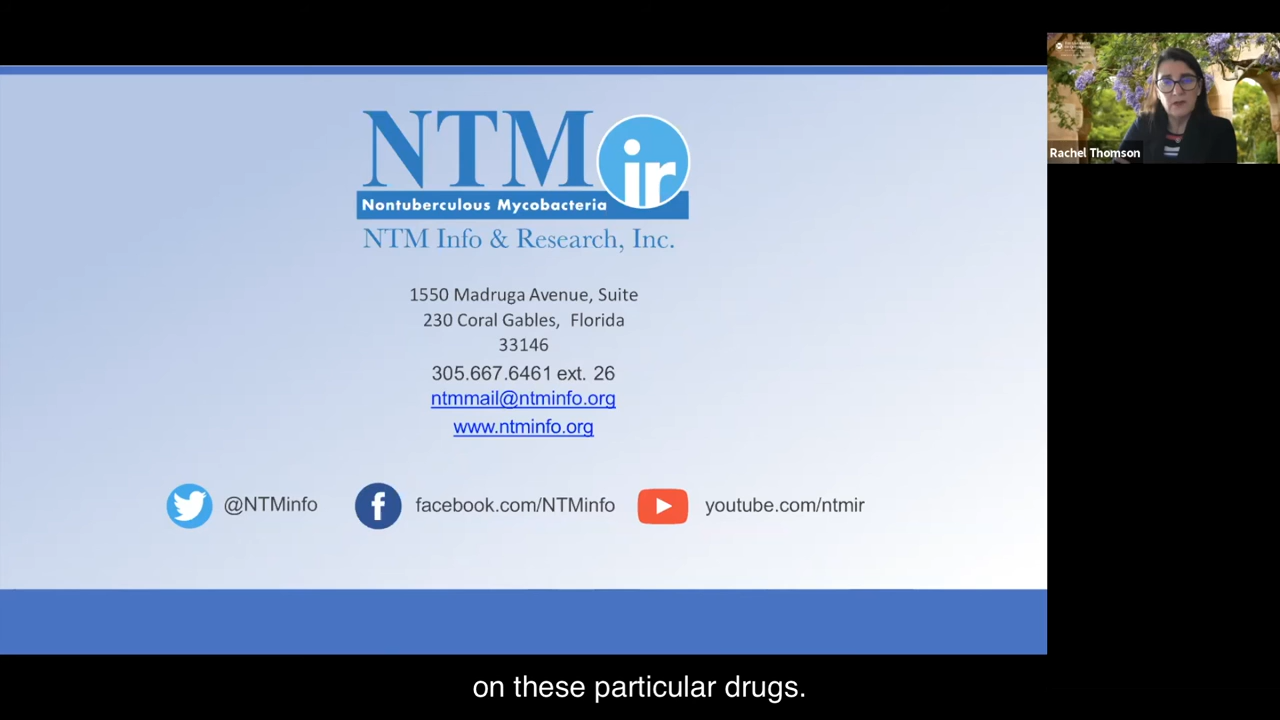 NTM
ir
Nontuberculous Mycobacteria
NTM Info & Research, Inc.
1550 Madruga Avenue, Suite
230 Coral Gables, Florida
33146
305.667.6461 ext. 26
ntmmail@ntminfo.org
www.ntminfo.org
@NTMinfo
facebook.com/NTMinfo
youtube.com/ntmir
Rachel Thomson
on these particular drugs.